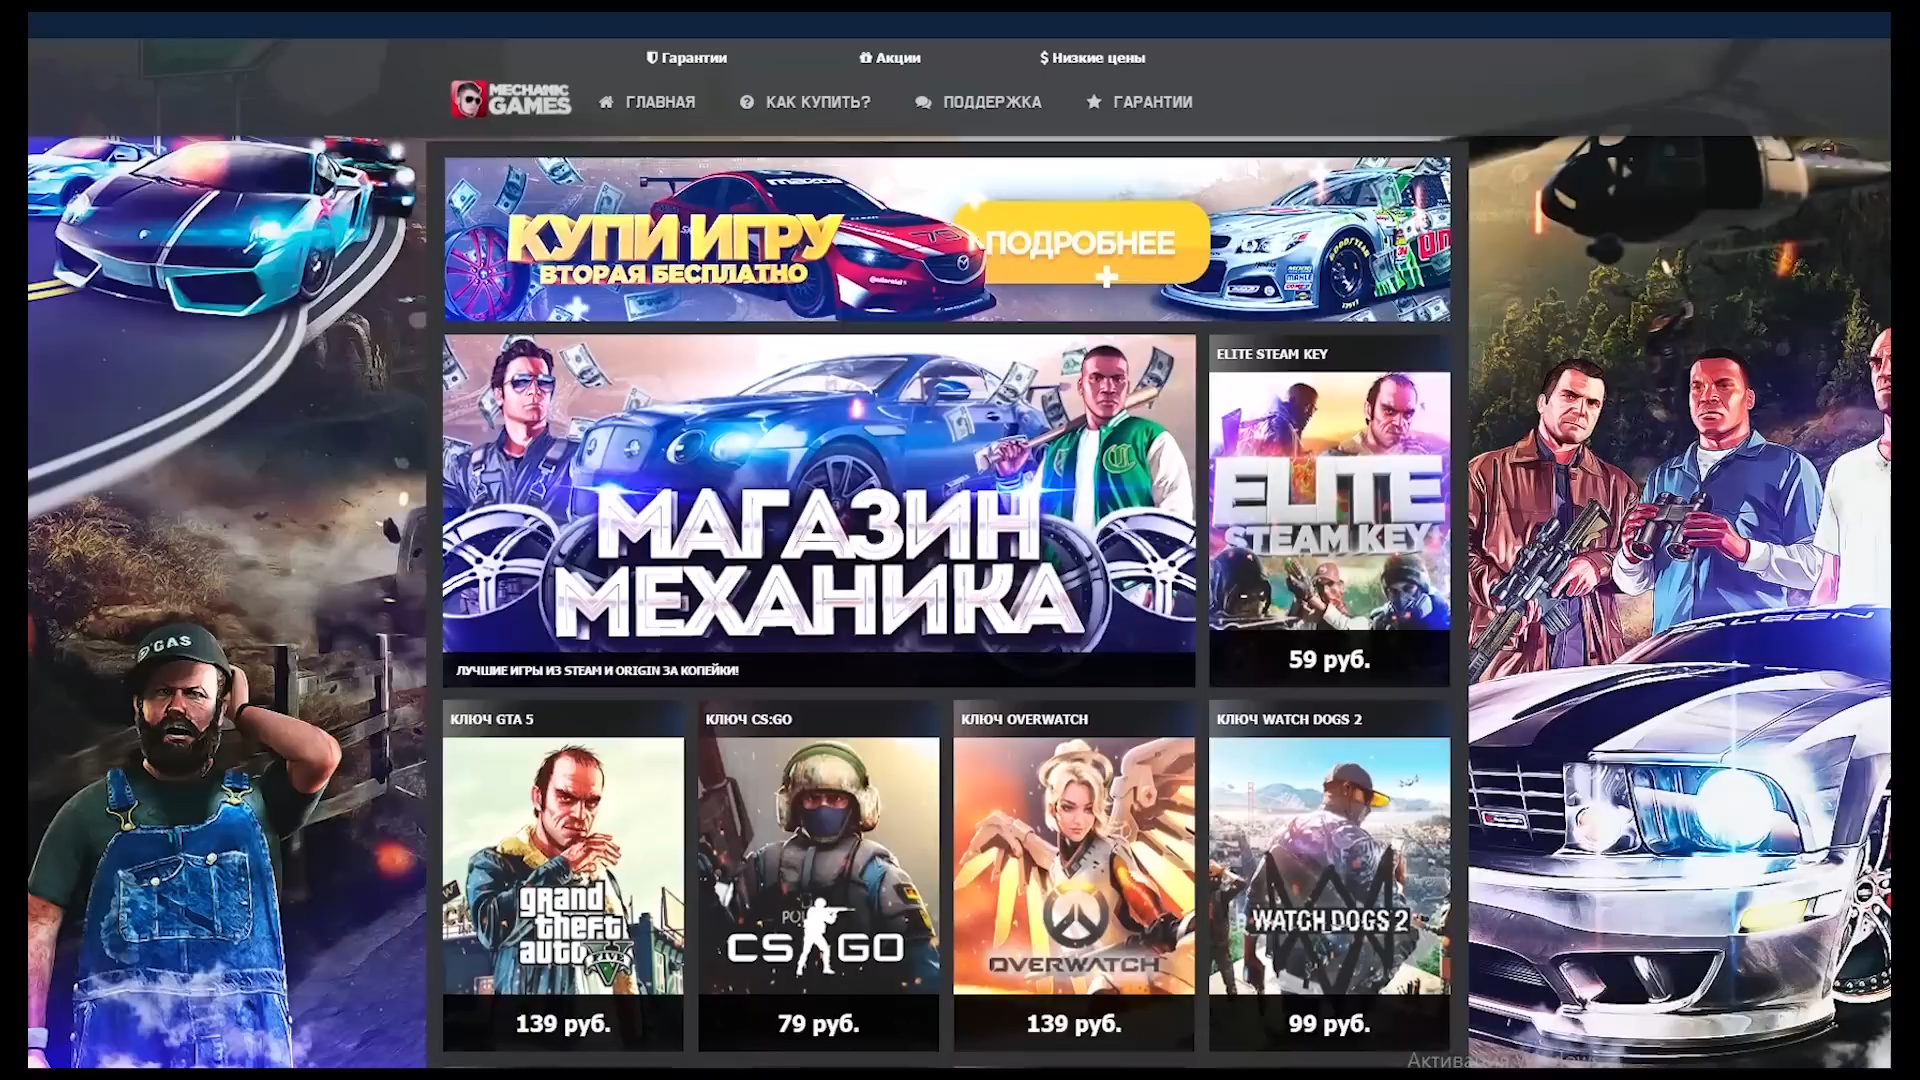 Гарантии
Акции
$ Низкие цены
MECHANIC
GAMES
ГЛАВНАЯ
КАК КУПИТЬ?
ПОДДЕРЖКА
ГАРАНТИИ
КУПИ ИГРУ
ВТОРАЯ БЕСПЛАТНО
ПОДРОБНЕЕ
МАГАЗИН
МЕХАНИКА
ЛУЧШИЕ ИГРЫ ИЗ STEAM И ORIGIN ЗА КОПЕЙКИ!
ELITE STEAM KEY
ELITE
STEAM KEY
59 руб.
GAS
КЛЮЧ GTA 5
grand
theft
auto
FIVE
139 руб.
КЛЮЧ CS:GO
CS GO
79 руб.
КЛЮЧ OVERWATCH
OVERWATCH
139 руб.
КЛЮЧ WATCH DOGS 2
WATCH DOGS 2
99 руб.